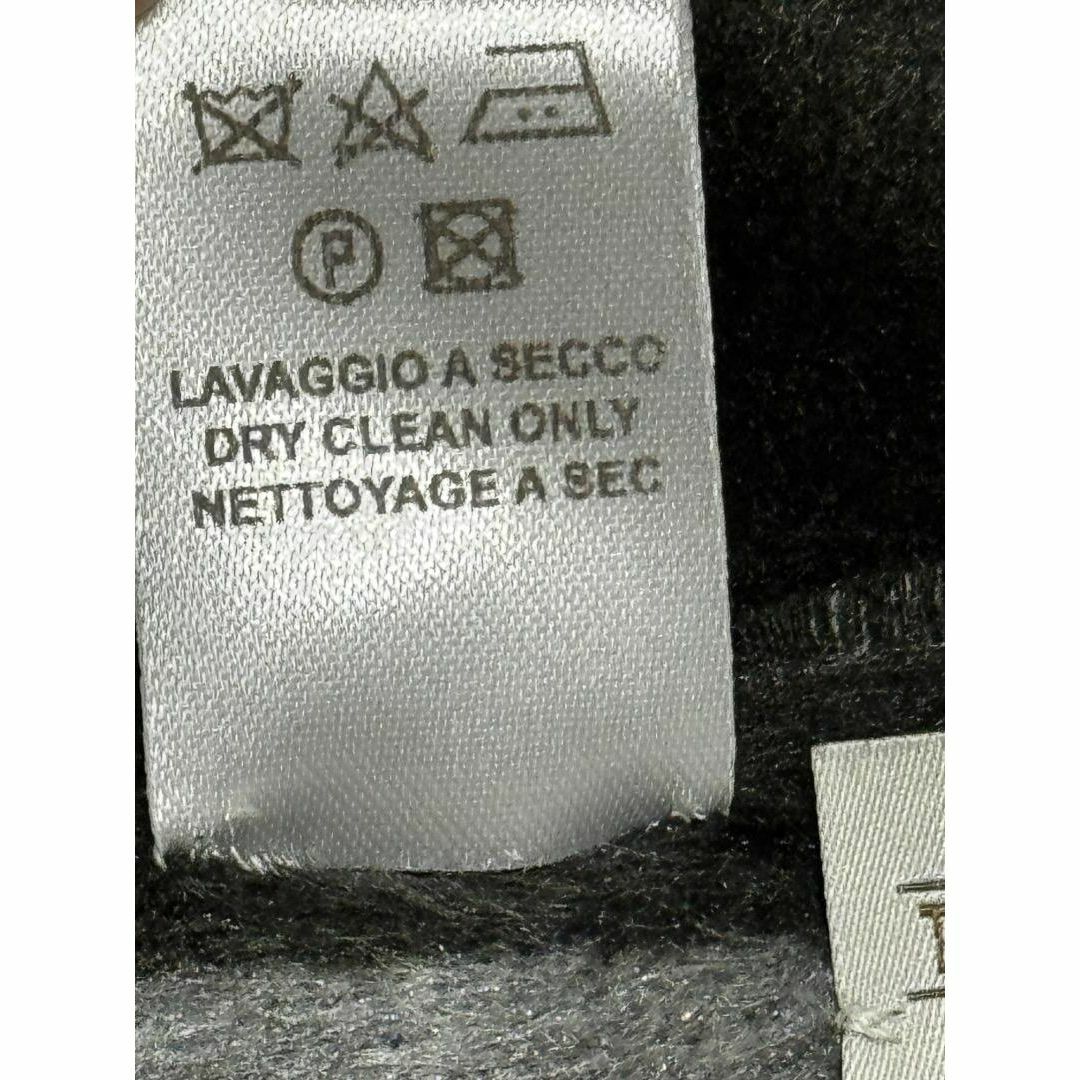 P
LAVAGGIO A SECCO
DRY CLEAN ONLY
NETTOYAGE A SEC